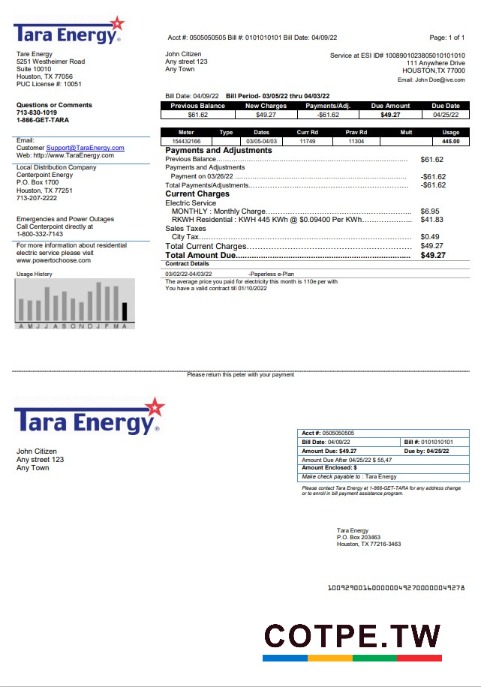 Tara Energy®
Acct #: 0505050505 Bill #: 0101010101 Bill Date: 04/09/22
Page: 1 of 1
Tara Energy
5251 Westheimer Road
Suite 10010
Houston, TX 77056
PUC License #: 10051
John Citizen
Any street 123
Any Town
Service at ESI ID# 1008901023805010101010
111 Anywhere Drive
HOUSTON,TX 77000
Email: John Doe@ivc.com
Questions or Comments
713-830-1019
1-866-GET-TARA
Bill Date: 04/09/22 Bill Period- 03/05/22 thru 04/03/22
Previous Balance New Charges Payments/Adj. Due Amount Due Date
$61.62 $49.27 -$61.62 $49.27 04/25/22
Meter Type Dates Curr Rd Prav Rd Mult Usage
154432166 03/05-04/03 11749 11304 445.00
Email:
Customer Support@TaraEnergy.com
Web: http://www.TaraEnergy.com
Local Distribution Company
Centerpoint Energy
P.O. Box 1700
Houston, TX 77251
713-207-2222
Emergencies and Power Outages
Call Centerpoint directly at
1-800-332-7143
For more information about residential
electric service please visit
www.powertochoose.com
Usage History
A M J J A S O N D J F M A
Payments and Adjustments
Previous Balance $61.62
Payments and Adjustments
Payment on 03/26/22 -$61.62
Total Payments/Adjustments -$61.62
Current Charges
Electric Service
MONTHLY : Monthly Charge $6.95
RKWH Residential : KWH 445 KWh @ $0.09400 Per KWh $41.83
Sales Taxes
City Tax $0.49
Total Current Charges $49.27
Total Amount Due $49.27
Contract Details
03/02/22-04/03/22 -Paperless e-Plan
The average price you paid for electricity this month is 110e per with
You have a valid contract till 01/10/2022
Please return this peter with your payment
Tara Energy®
John Citizen
Any street 123
Any Town
Acct #: 0505050505
Bill Date: 04/09/22 Bill #: 0101010101
Amount Due: $49.27 Due by: 04/25/22
Amount Due After 04/25/22 $ 55,47
Amount Enclosed: $
Make check payable to : Tara Energy
Please contact Tara Energy at 1-866-GET-TARA for any address change
or to enroll in bill payment assistance program.
Tara Energy
P.O. Box 203463
Houston, TX 77216-3463
COTPE.TW